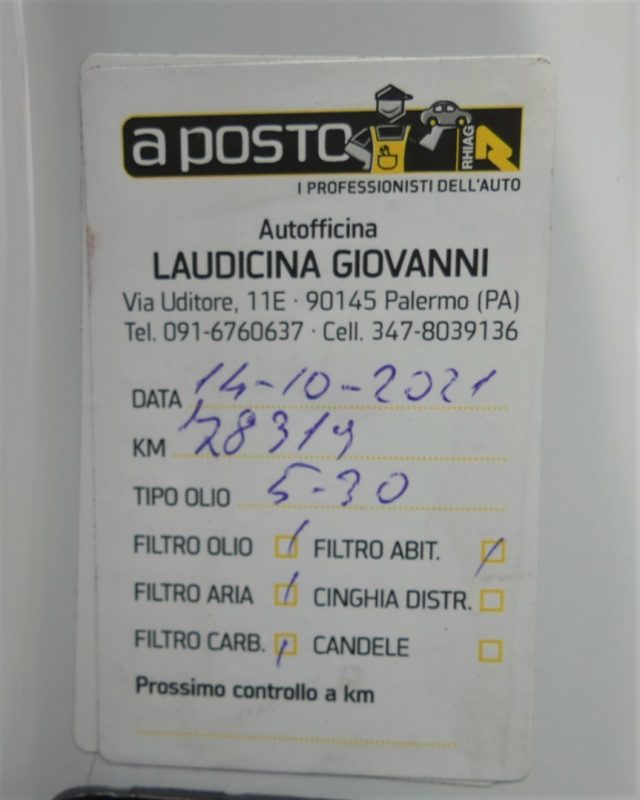 a POSTO
RHIAG
I PROFESSIONISTI DELL'AUTO
Autofficina
LAUDICINA GIOVANNI
Via Uditore, 11E · 90145 Palermo (PA)
Tel. 091-6760637 · Cell. 347-8039136
DATA 14-10-2021
KM 78319
TIPO OLIO 5-30
FILTRO OLIO FILTRO ABIT.
FILTRO ARIA CINGHIA DISTR.
FILTRO CARB. CANDELE
Prossimo controllo a km